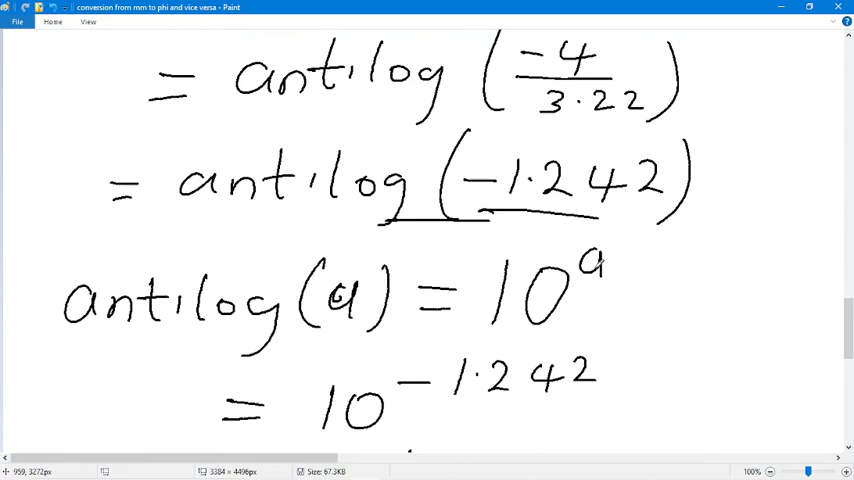 conversion from mm to phi and vice versa - Paint
File Home View
= antilog (-4/3.22)
= antilog (-1.242)
antilog(a) = 10^a
= 10^-1.242
959, 3272px 3384 × 4496px Size: 67.3KB 100%